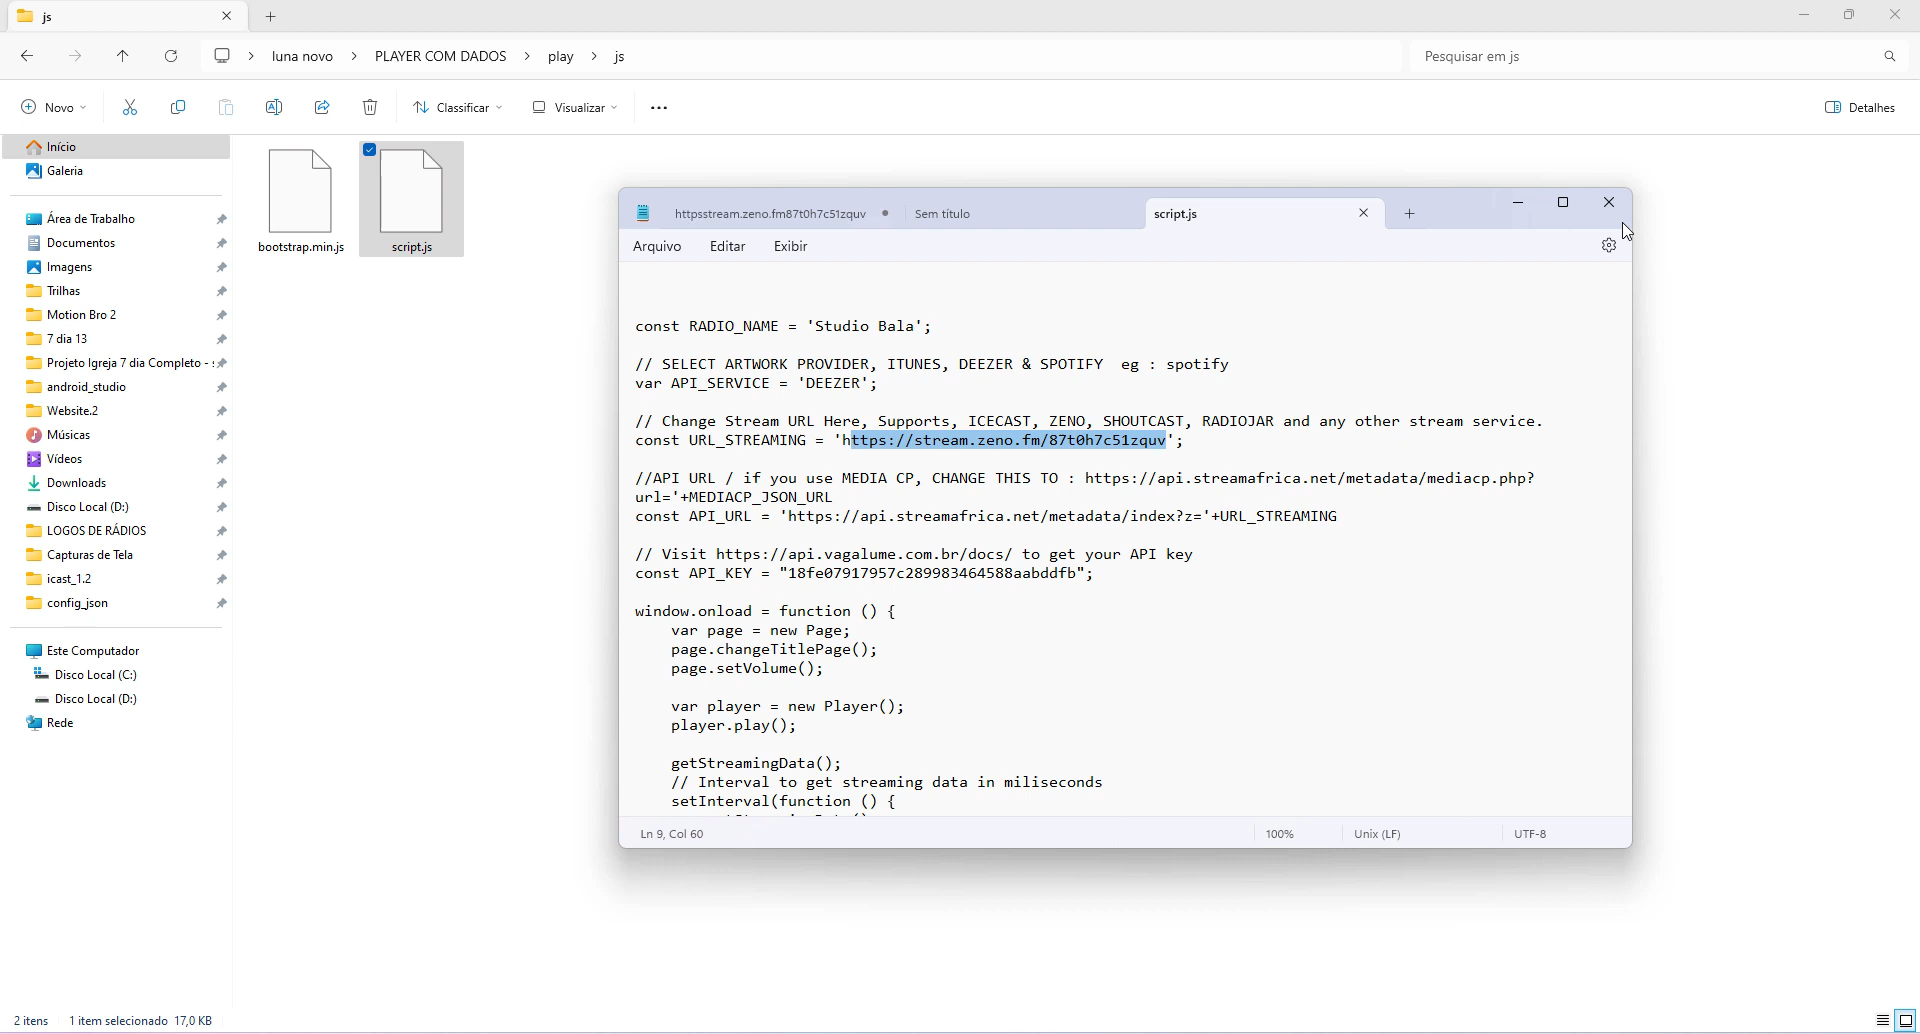 js
luna novo > PLAYER COM DADOS > play > js
Pesquisar em js
Novo
Classificar
Visualizar
Detalhes
Início
Galeria
Área de Trabalho
Documentos
Imagens
Trilhas
Motion Bro 2
7 dia 13
Projeto Igreja 7 dia Completo -
android_studio
Website.2
Músicas
Vídeos
Downloads
Disco Local (D:)
LOGOS DE RÁDIOS
Capturas de Tela
icast_1.2
config_json
Este Computador
Disco Local (C:)
Disco Local (D:)
Rede
bootstrap.min.js
script.js
httpsstream.zeno.fm87t0h7c51zquv
Sem título
script.js
Arquivo Editar Exibir
const RADIO_NAME = 'Studio Bala';
// SELECT ARTWORK PROVIDER, ITUNES, DEEZER & SPOTIFY  eg : spotify
var API_SERVICE = 'DEEZER';
// Change Stream URL Here, Supports, ICECAST, ZENO, SHOUTCAST, RADIOJAR and any other stream service.
const URL_STREAMING = 'https://stream.zeno.fm/87t0h7c51zquv';
//API URL / if you use MEDIA CP, CHANGE THIS TO : https://api.streamafrica.net/metadata/mediacp.php?
url='+MEDIACP_JSON_URL
const API_URL = 'https://api.streamafrica.net/metadata/index?z='+URL_STREAMING
// Visit https://api.vagalume.com.br/docs/ to get your API key
const API_KEY = "18fe07917957c289983464588aabddfb";
window.onload = function () {
var page = new Page;
page.changeTitlePage();
page.setVolume();
var player = new Player();
player.play();
getStreamingData();
// Interval to get streaming data in miliseconds
setInterval(function () {
Ln 9, Col 60
100%
Unix (LF)
UTF-8
2 itens
1 item selecionado 17,0 KB